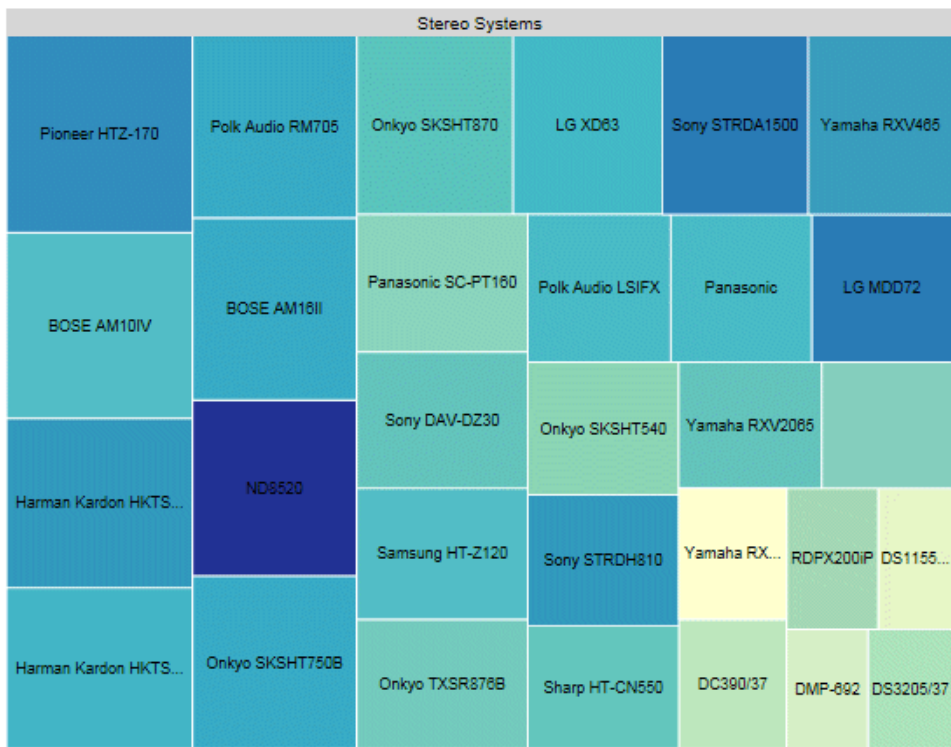 Stereo Systems
Pioneer HTZ-170
Polk Audio RM705
Onkyo SKSHT870
LG XD63
Sony STRDA1500
Yamaha RXV465
BOSE AM10IV
BOSE AM16II
Panasonic SC-PT160
Polk Audio LSIFX
Panasonic
LG MDD72
Harman Kardon HKTS...
ND8520
Sony DAV-DZ30
Onkyo SKSHT540
Yamaha RXV2065
Samsung HT-Z120
Sony STRDH810
Yamaha RX...
RDPX200iP
DS1155...
Harman Kardon HKTS...
Onkyo SKSHT750B
Onkyo TXSR876B
Sharp HT-CN550
DC390/37
DMP-692
DS3205/37